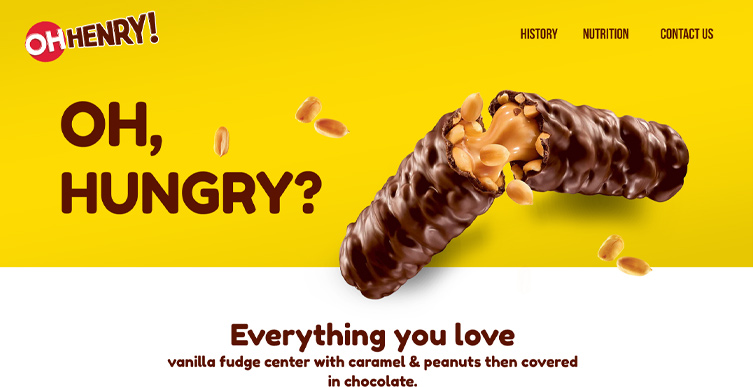 OH HENRY!
HISTORY NUTRITION CONTACT US
OH,
HUNGRY?
Everything you love
vanilla fudge center with caramel & peanuts then covered
in chocolate.